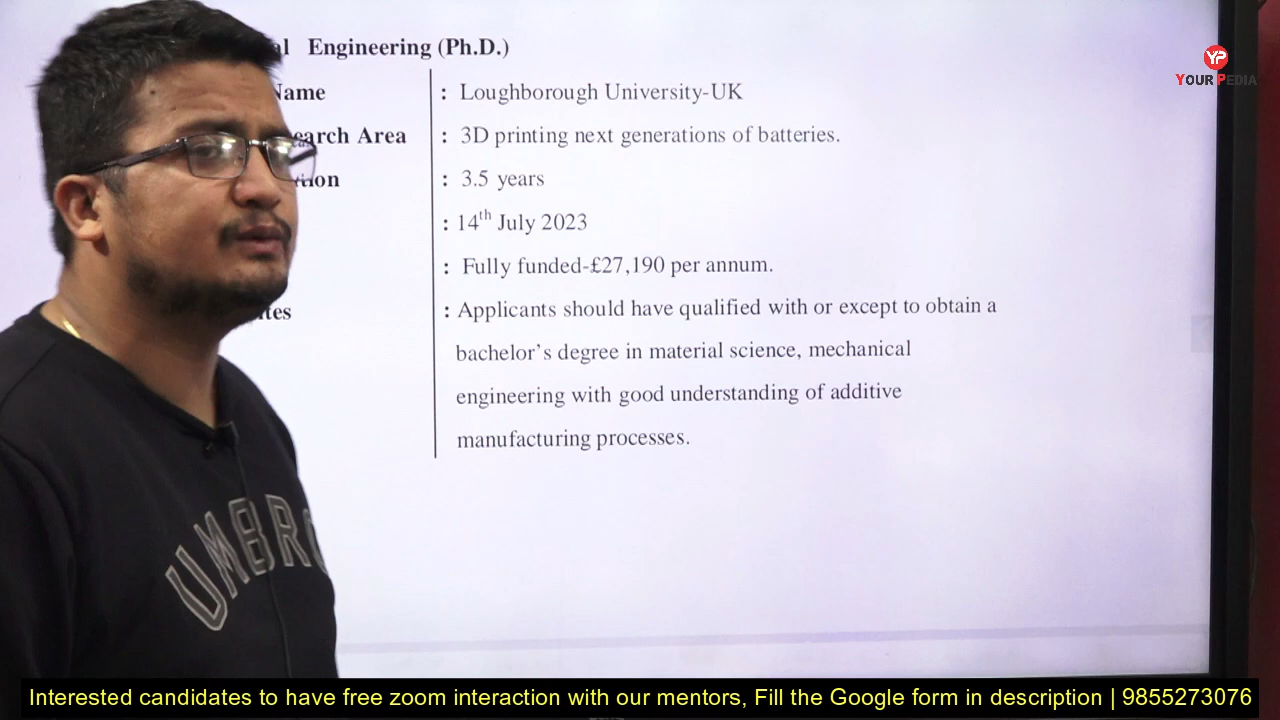 Engineering (Ph.D.)
Name : Loughborough University-UK
Area : 3D printing next generations of batteries.
: 3.5 years
: 14th July 2023
: Fully funded-£27,190 per annum.
: Applicants should have qualified with or except to obtain a
bachelor's degree in material science, mechanical
engineering with good understanding of additive
manufacturing processes.
YP
YOUR PEDIA
UMBRO
Interested candidates to have free zoom interaction with our mentors, Fill the Google form in description | 9855273076